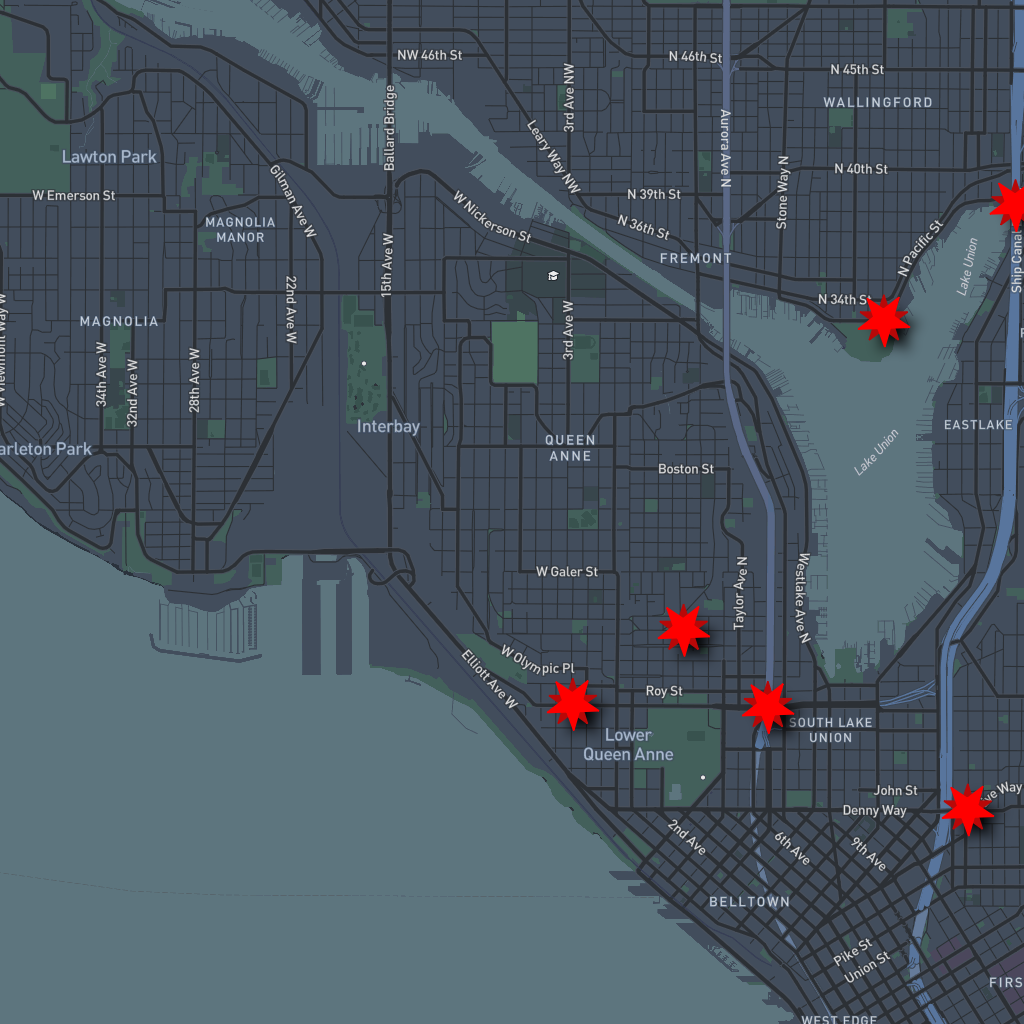 NW 46th St
N 46th St
N 45th St
WALLINGFORD
3rd Ave NW
Ballard Bridge
Aurora Ave N
Leary Way NW
Lawton Park
N 40th St
Stone Way N
W Emerson St
Gilman Ave W
N 39th St
W Nickerson St
N 36th St
MAGNOLIA
MANOR
N Pacific St
Lake Union
Ship Canal
15th Ave W
FREMONT
22nd Ave W
N 34th St
MAGNOLIA
3rd Ave W
W Viewmont Way W
34th Ave W
32nd Ave W
28th Ave W
Interbay
EASTLAKE
QUEEN
ANNE
arleton Park
Lake Union
Boston St
W Galer St
Taylor Ave N
Westlake Ave N
W Olympic Pl
Elliott Ave W
Roy St
SOUTH LAKE
UNION
Lower
Queen Anne
John St
ve Way
Denny Way
2nd Ave
6th Ave
9th Ave
BELLTOWN
Pike St
Union St
FIRS
WEST EDGE